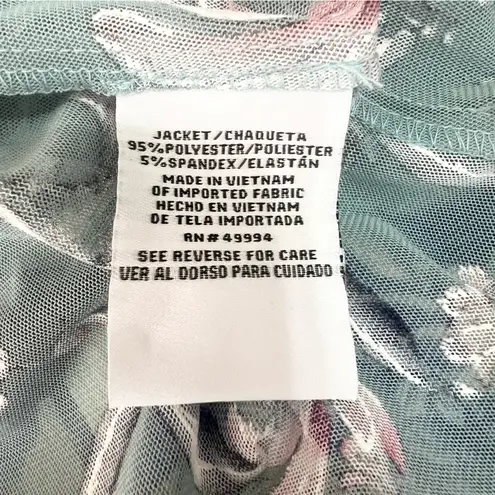 JACKET/CHAQUETA
95%POLYESTER/POLIESTER
5%SPANDEX/ELASTÁN
MADE IN VIETNAM
OF IMPORTED FABRIC
HECHO EN VIETNAM
DE TELA IMPORTADA
RN# 49994
SEE REVERSE FOR CARE
VER AL DORSO PARA CUIDADO